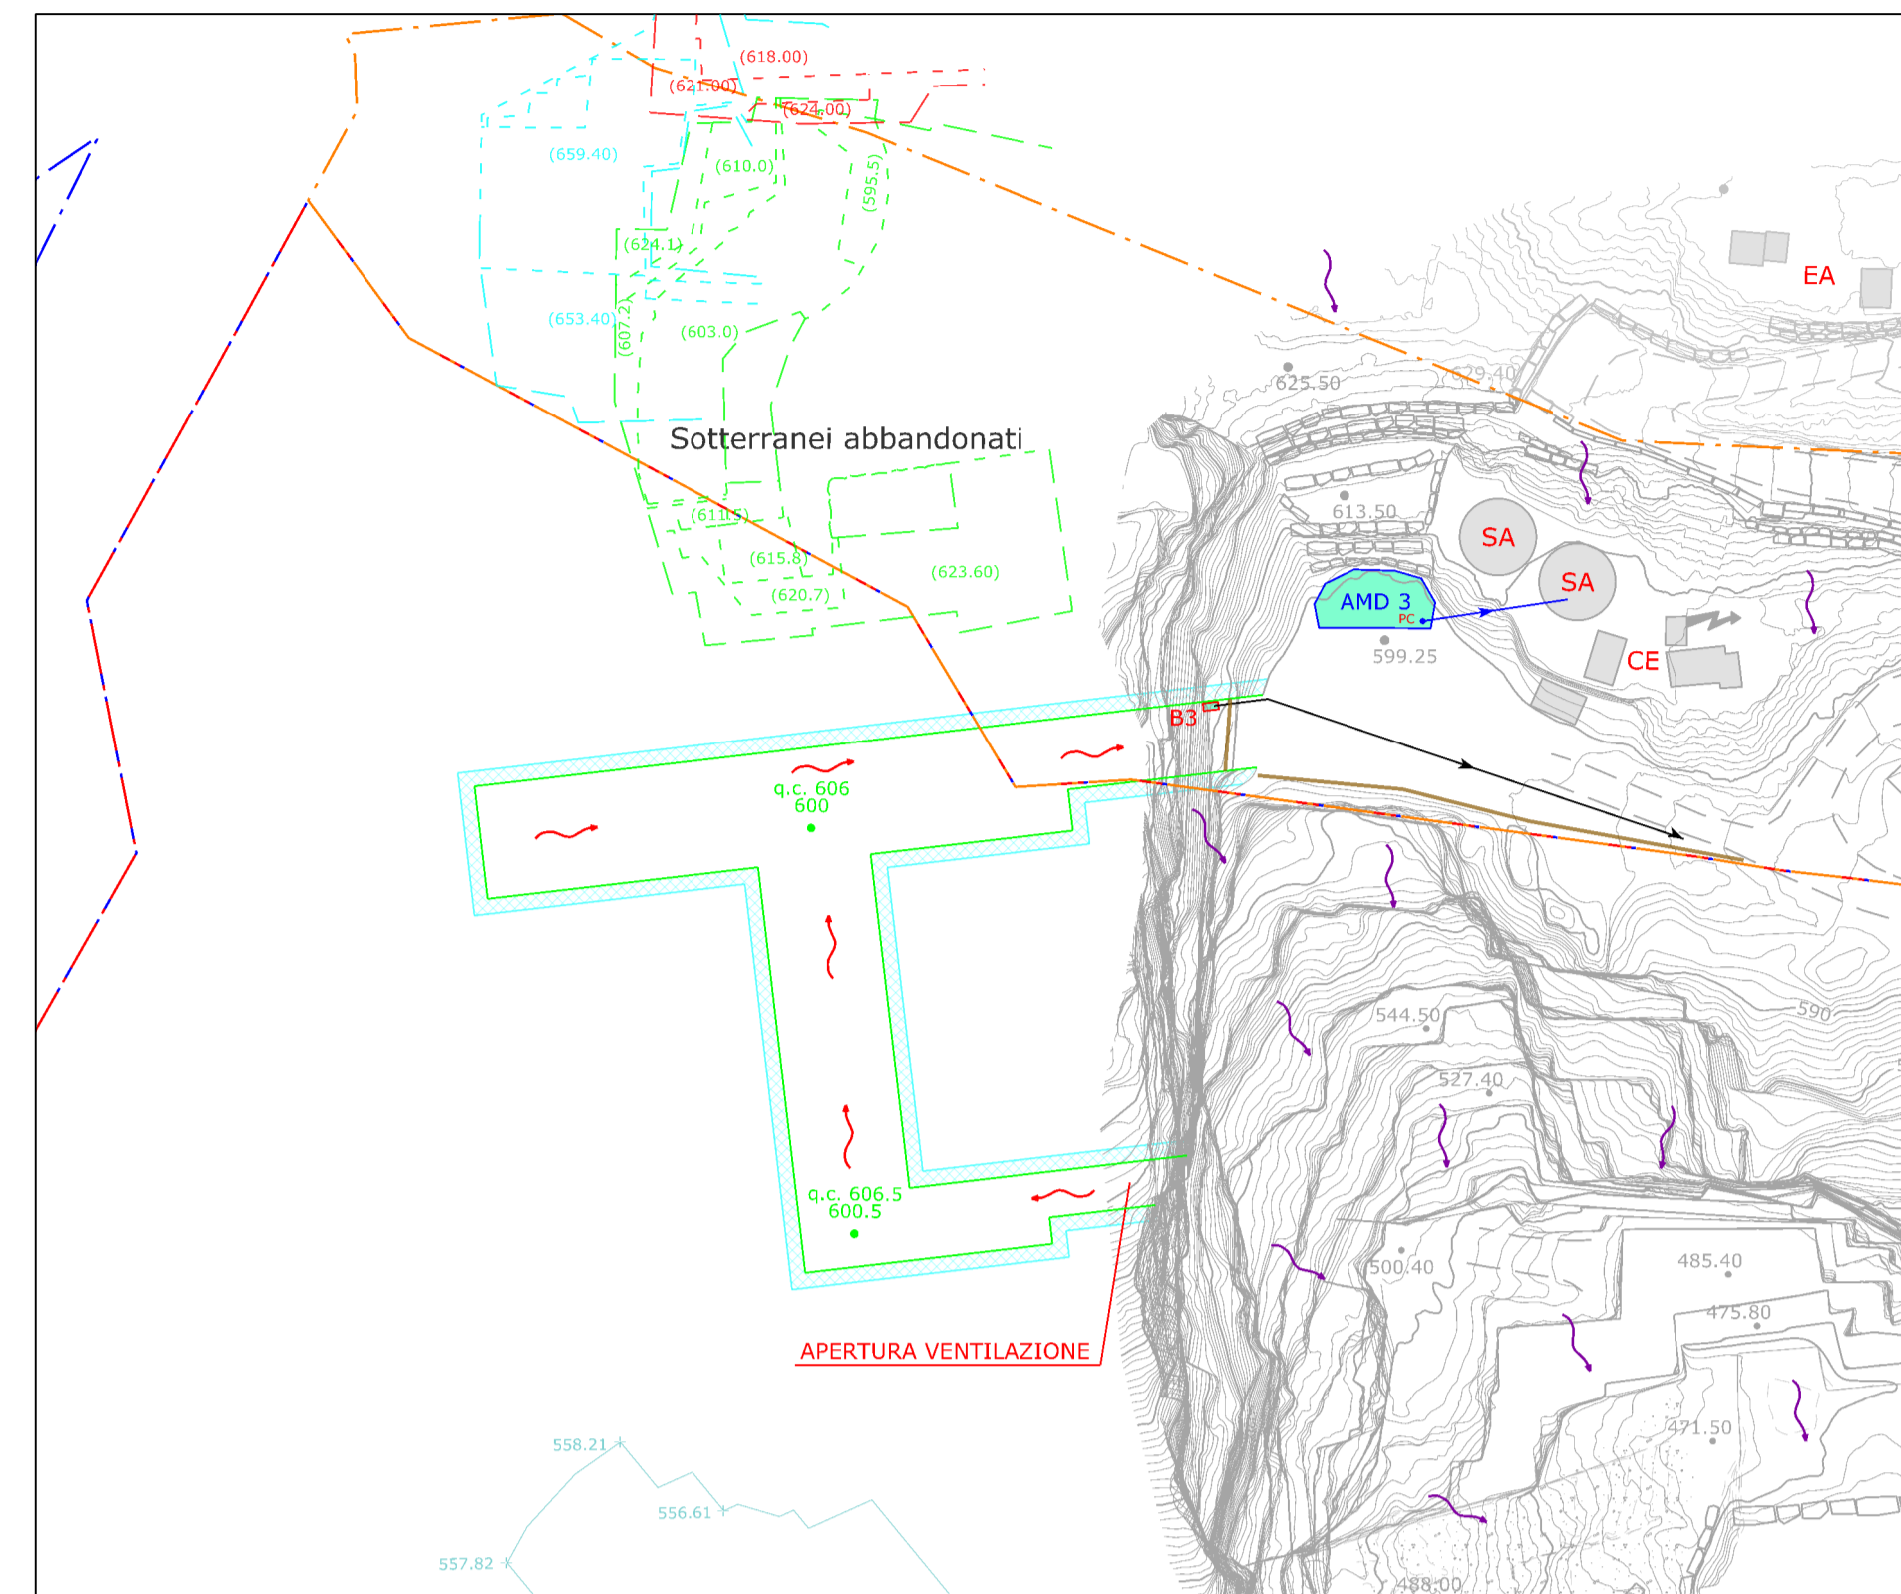 (618.00)
(621.00)
(624.00)
(659.40)
(610.0)
(595.5)
(624.1)
EA
(653.40)
(607.2)
(603.0)
629.40
625.50
Sotterranei abbandonati
613.50
(611.5)
SA
(615.8)
(623.60)
SA
(620.7)
AMD 3
PC
599.25
CE
B3
q.c. 606
600
544.50
590
527.40
q.c. 606.5
600.5
500.40
485.40
475.80
APERTURA VENTILAZIONE
471.50
558.21
556.61
557.82
488.00